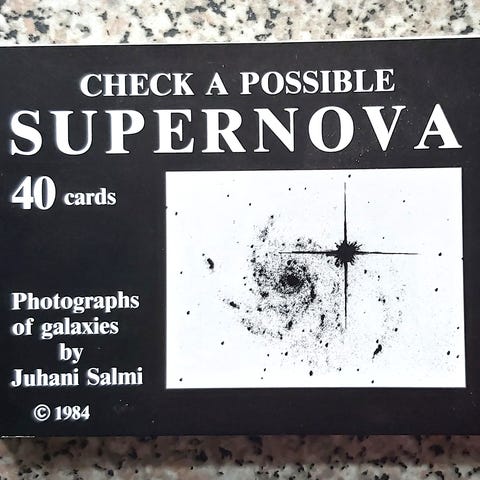 CHECK A POSSIBLE
SUPERNOVA
40 cards
Photographs
of galaxies
by
Juhani Salmi
© 1984